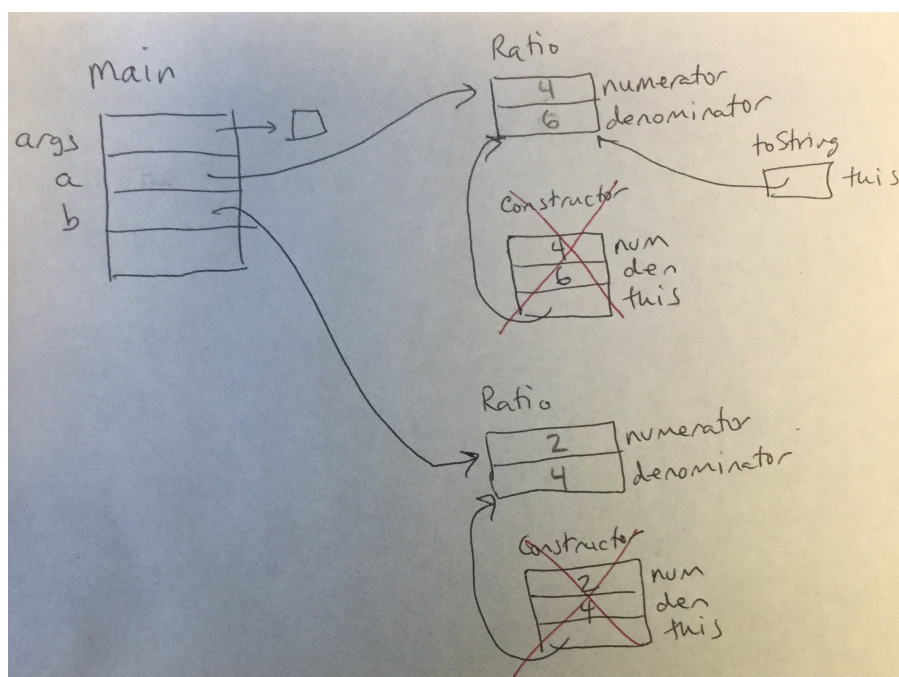 Main
args
a
b
Ratio
4 numerator
6 denominator
toString
this
Constructor
4 num
6 den
this
Ratio
2 numerator
4 denominator
Constructor
2 num
4 den
this